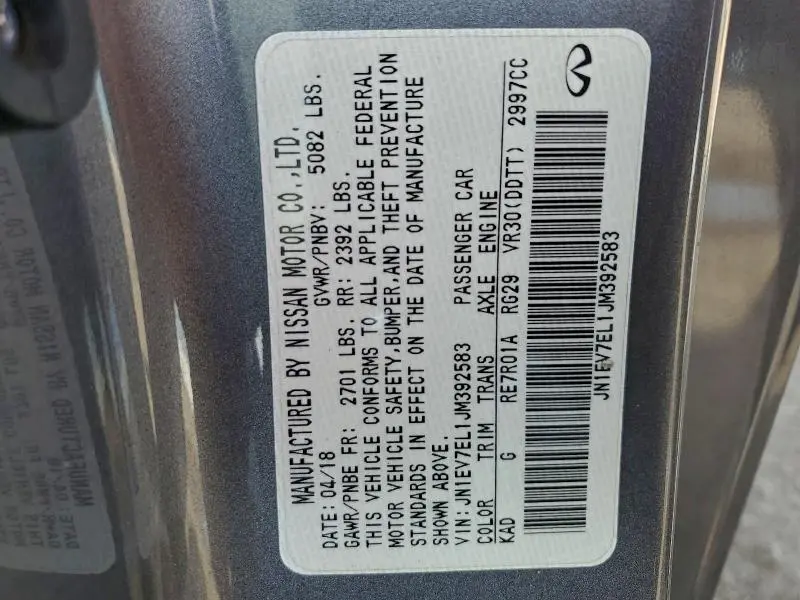 MANUFACTURED BY NISSAN MOTOR CO.,LTD.
DATE: 04/18 GVWR/PNBV: 5082 LBS.
GAWR/PNBE FR: 2701 LBS. RR: 2392 LBS.
THIS VEHICLE CONFORMS TO ALL APPLICABLE FEDERAL
MOTOR VEHICLE SAFETY,BUMPER,AND THEFT PREVENTION
STANDARDS IN EFFECT ON THE DATE OF MANUFACTURE
SHOWN ABOVE.
VIN:JN1EV7EL1JM392583 PASSENGER CAR
COLOR TRIM TRANS AXLE ENGINE
KAD G RE7R01A RG29 VR30(DDTT) 2997CC
JN1EV7EL1JM392583